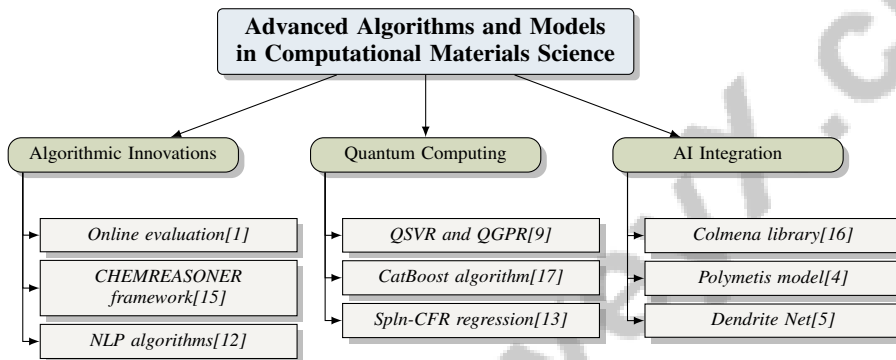 Advanced Algorithms and Models
in Computational Materials Science
Algorithmic Innovations
Online evaluation[1]
CHEMREASONER
framework[15]
NLP algorithms[12]
Quantum Computing
QSVR and QGPR[9]
CatBoost algorithm[17]
Spln-CFR regression[13]
AI Integration
Colmena library[16]
Polymetis model[4]
Dendrite Net[5]